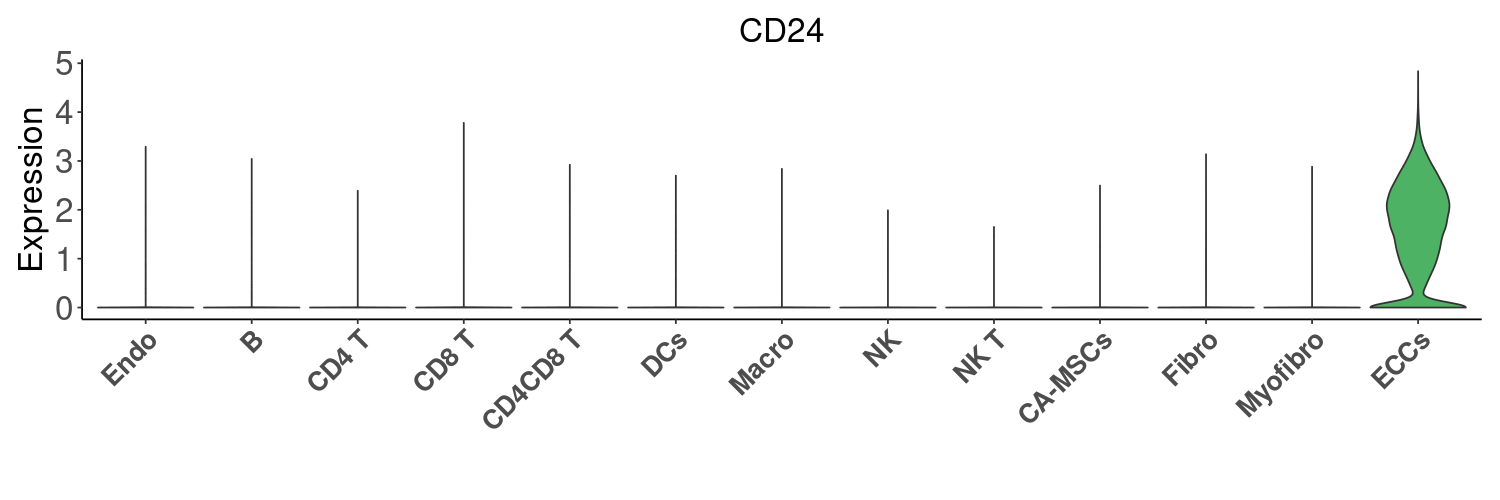 CD24
Expression
5
4
3
2
1
0
Endo
B
CD4 T
CD8 T
CD4CD8 T
DCs
Macro
NK
NK T
CA-MSCs
Fibro
Myofibro
ECCs